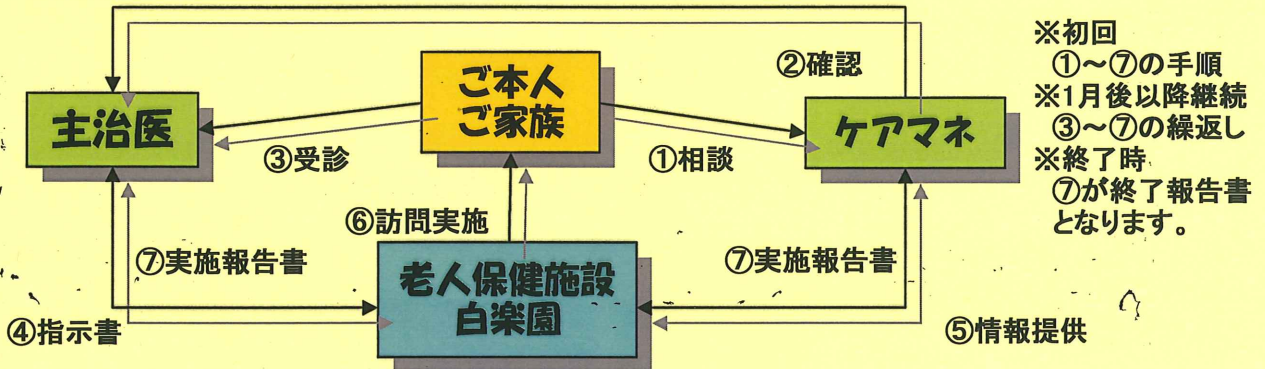 ※初回
①～⑦の手順
※1月後以降継続
③～⑦の繰返し
※終了時
⑦が終了報告書
となります。
②確認
ご本人
ご家族
主治医
ケアマネ
③受診
①相談
⑥訪問実施
⑦実施報告書
⑦実施報告書
老人保健施設
白楽園
④指示書
⑤情報提供